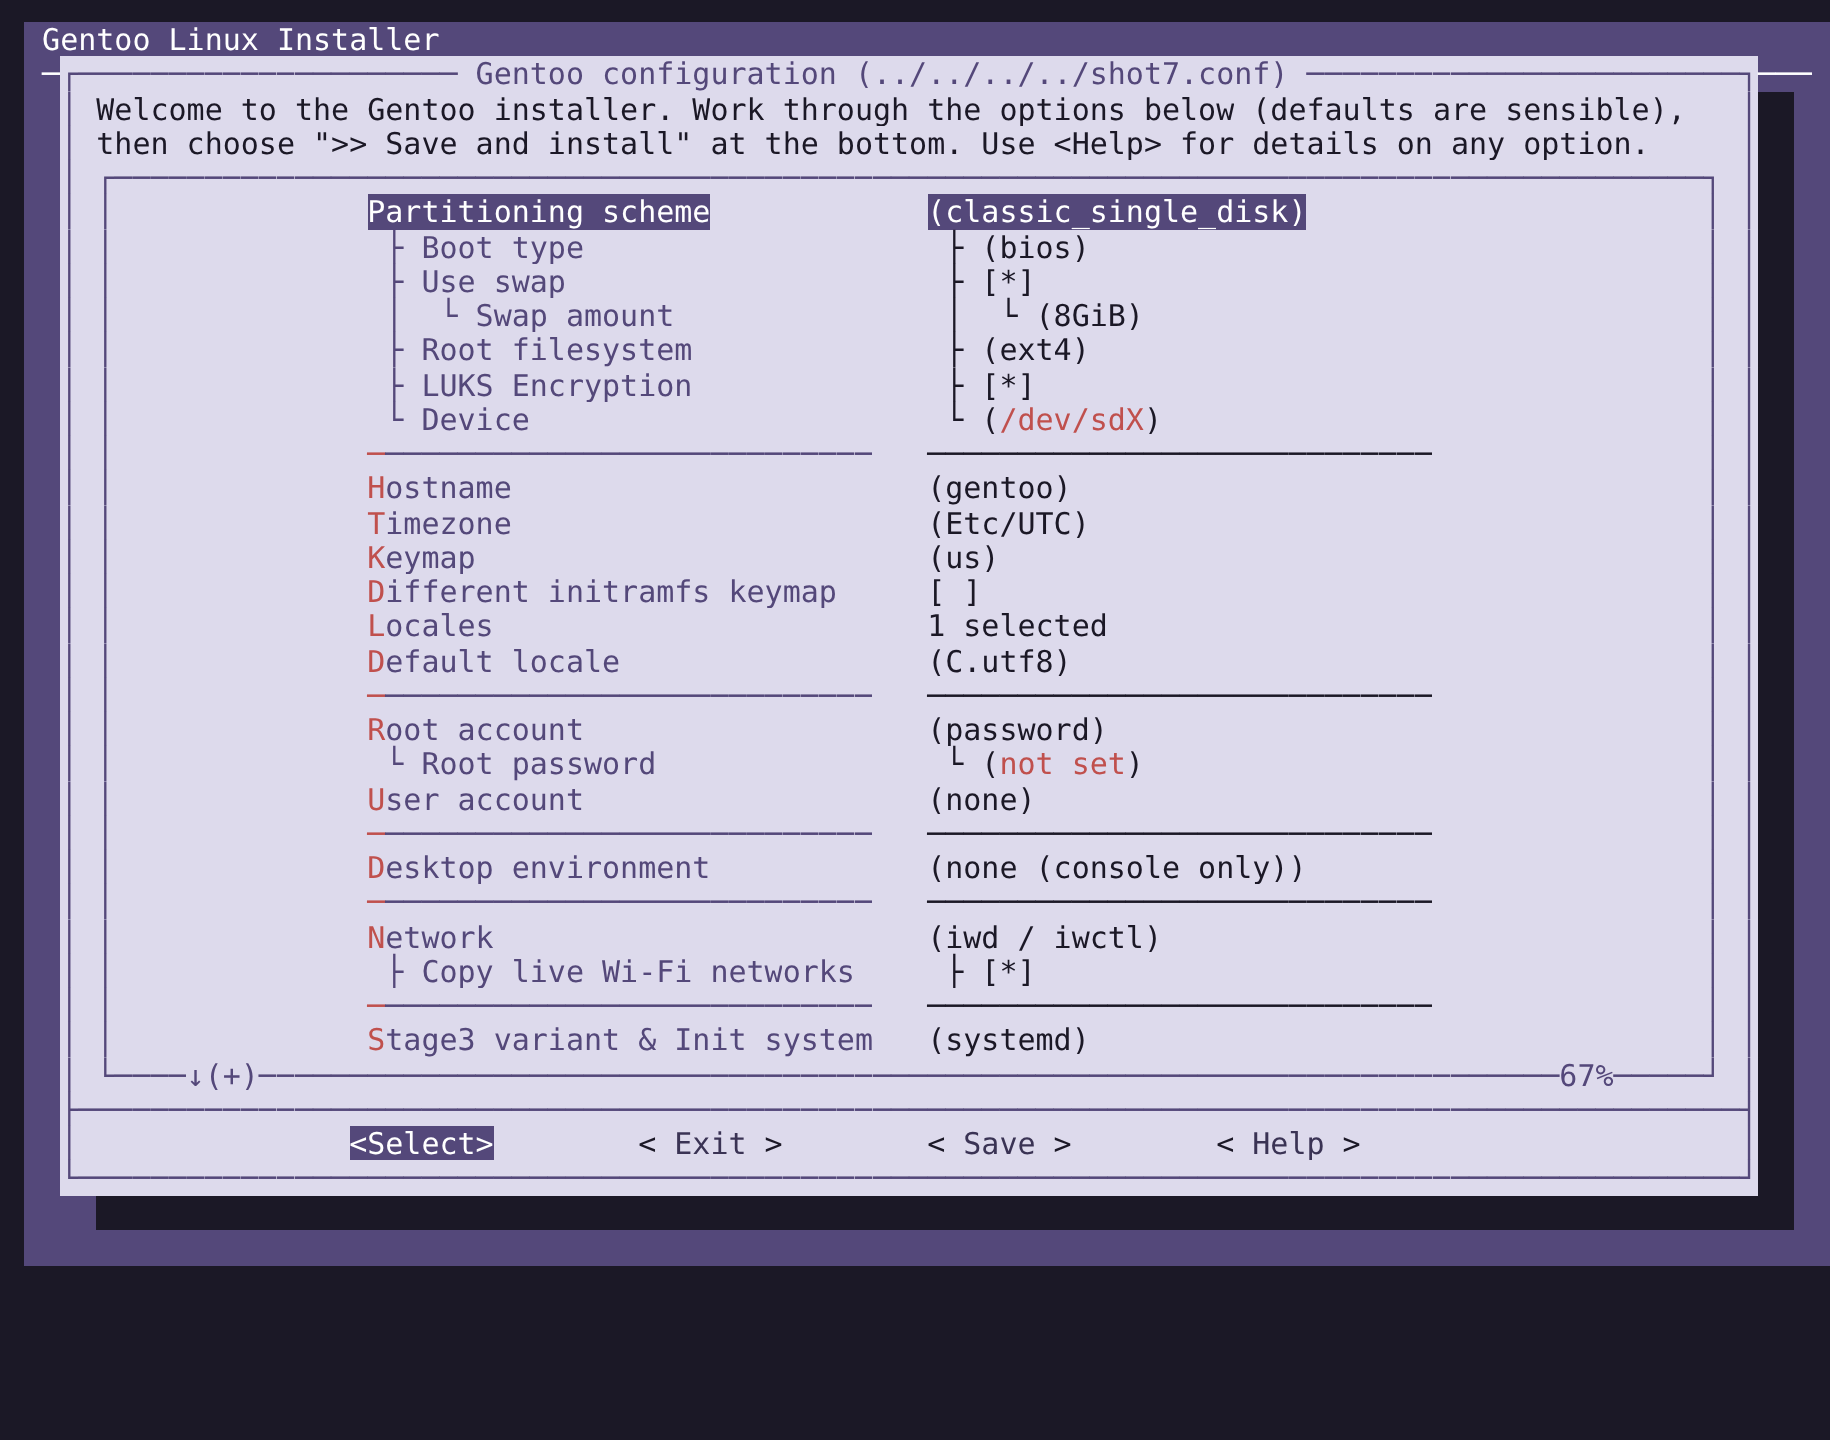 Gentoo Linux Installer
Gentoo configuration (../../../../shot7.conf)
Welcome to the Gentoo installer. Work through the options below (defaults are sensible),
then choose ">> Save and install" at the bottom. Use <Help> for details on any option.
Partitioning scheme (classic_single_disk)
├ Boot type ├ (bios)
├ Use swap ├ [*]
│ └ Swap amount │ └ (8GiB)
├ Root filesystem ├ (ext4)
├ LUKS Encryption ├ [*]
└ Device └ (/dev/sdX)
Hostname (gentoo)
Timezone (Etc/UTC)
Keymap (us)
Different initramfs keymap [ ]
Locales 1 selected
Default locale (C.utf8)
Root account (password)
└ Root password └ (not set)
User account (none)
Desktop environment (none (console only))
Network (iwd / iwctl)
├ Copy live Wi-Fi networks ├ [*]
Stage3 variant & Init system (systemd)
↓(+) 67%
<Select> < Exit > < Save > < Help >